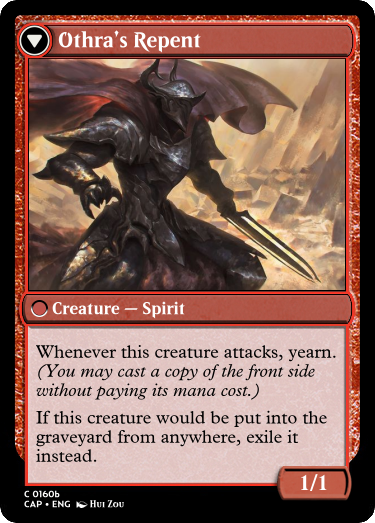 Othra's Repent
Creature — Spirit
Whenever this creature attacks, yearn.
(You may cast a copy of the front side
without paying its mana cost.)
If this creature would be put into the
graveyard from anywhere, exile it
instead.
1/1
C 0160b
CAP • ENG Hui Zou